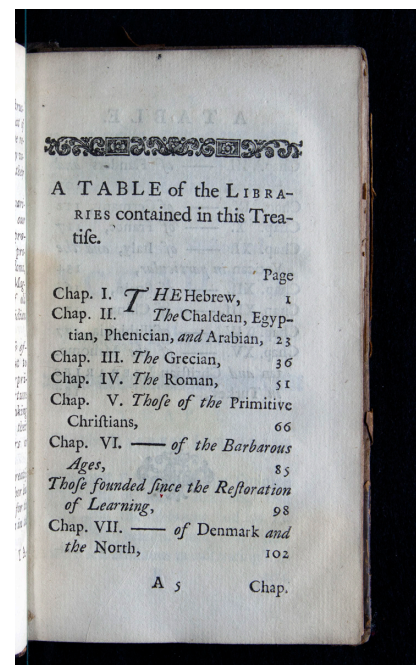 A TABLE of the LIBRA-
RIES contained in this Trea-
tiſe.
Page
Chap. I. THE Hebrew, 1
Chap. II. The Chaldean, Egyp-
tian, Phenician, and Arabian, 23
Chap. III. The Grecian, 36
Chap. IV. The Roman, 51
Chap. V. Thoſe of the Primitive
Chriſtians, 66
Chap. VI. —— of the Barbarous
Ages, 85
Thoſe founded ſince the Reſtoration
of Learning, 98
Chap. VII. —— of Denmark and
the North, 102
A 5 Chap.